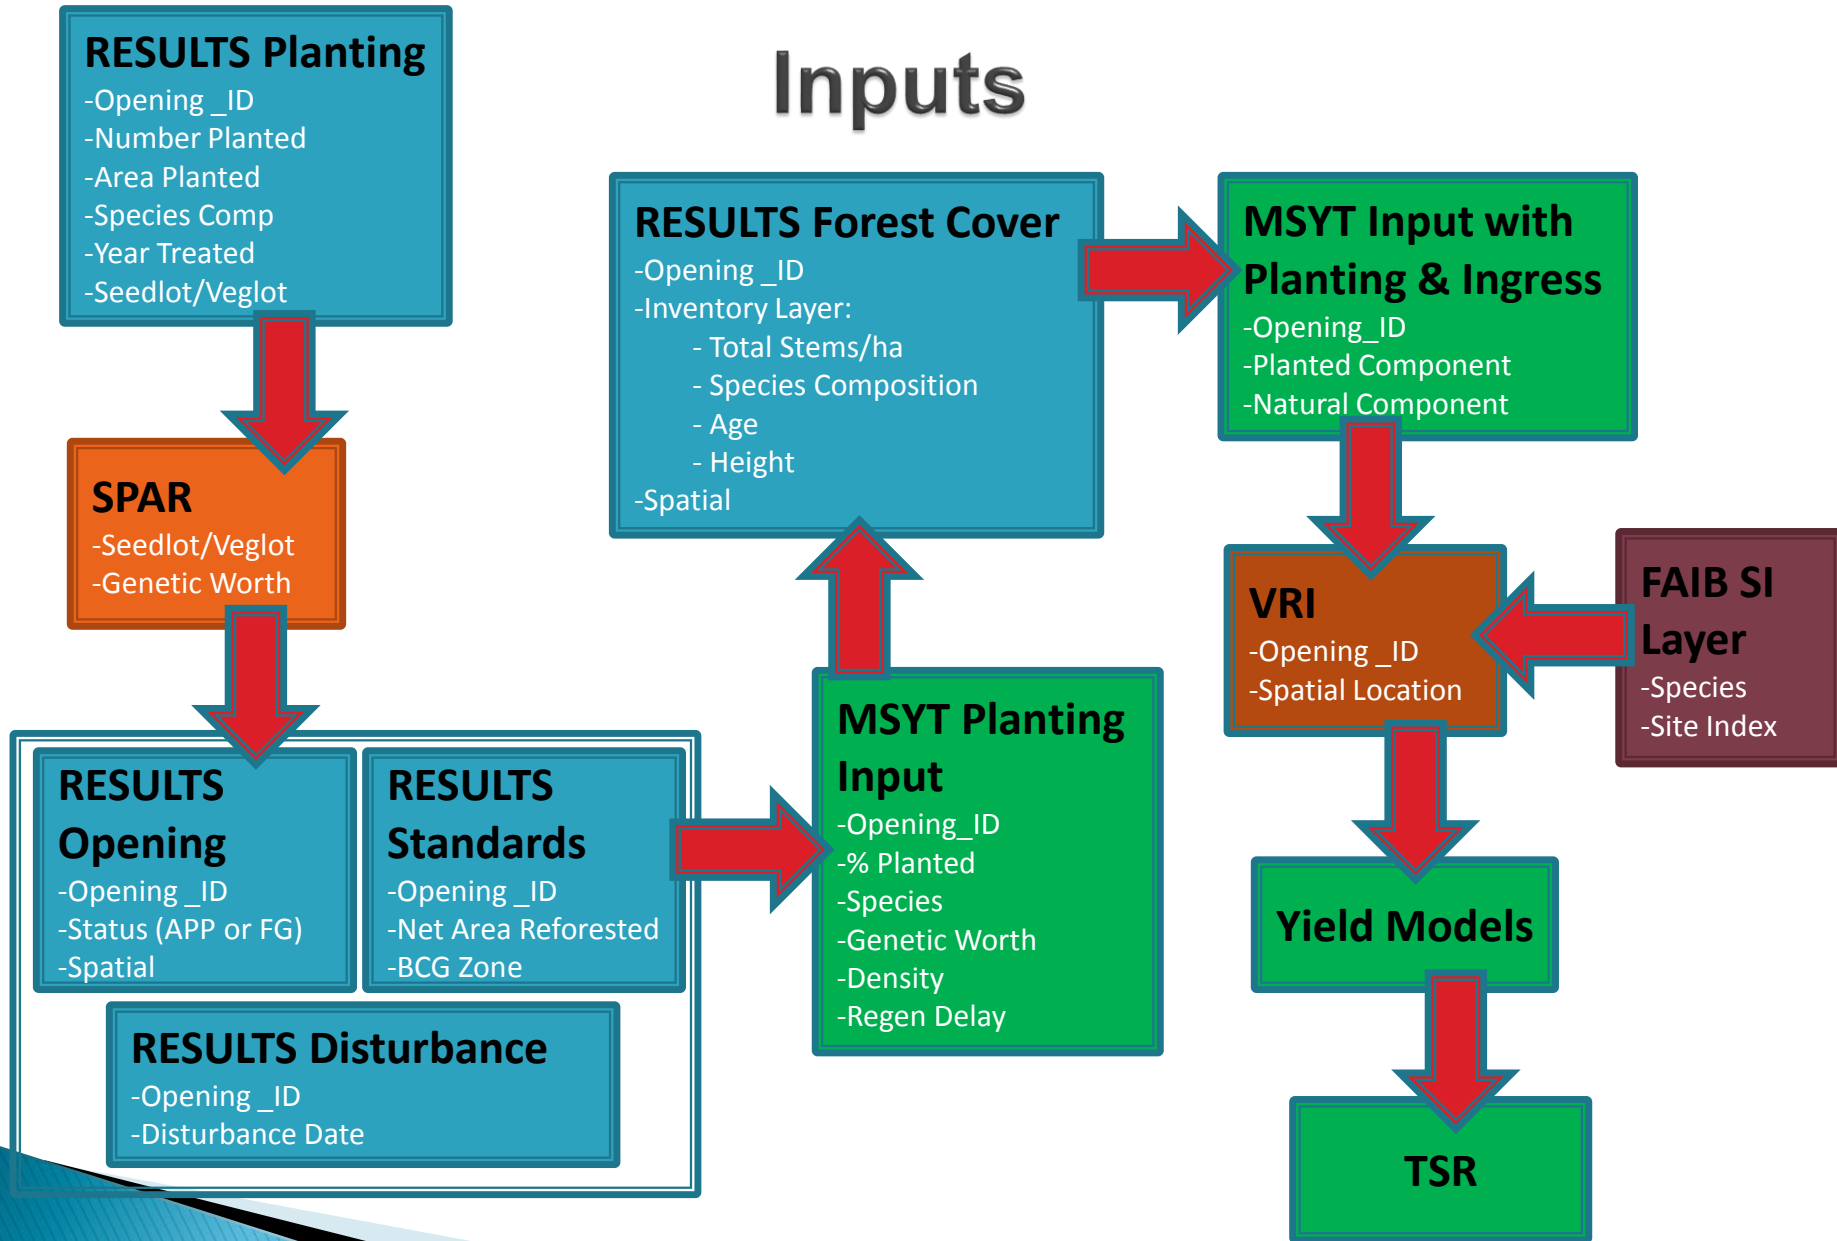 Inputs
RESULTS Planting
-Opening _ID
-Number Planted
-Area Planted
-Species Comp
-Year Treated
-Seedlot/Veglot
SPAR
-Seedlot/Veglot
-Genetic Worth
RESULTS
Opening
-Opening _ID
-Status (APP or FG)
-Spatial
RESULTS
Standards
-Opening _ID
-Net Area Reforested
-BCG Zone
RESULTS Disturbance
-Opening _ID
-Disturbance Date
MSYT Planting
Input
-Opening_ID
-% Planted
-Species
-Genetic Worth
-Density
-Regen Delay
RESULTS Forest Cover
-Opening _ID
-Inventory Layer:
- Total Stems/ha
- Species Composition
- Age
- Height
-Spatial
MSYT Input with
Planting & Ingress
-Opening_ID
-Planted Component
-Natural Component
VRI
-Opening _ID
-Spatial Location
FAIB SI
Layer
-Species
-Site Index
Yield Models
TSR